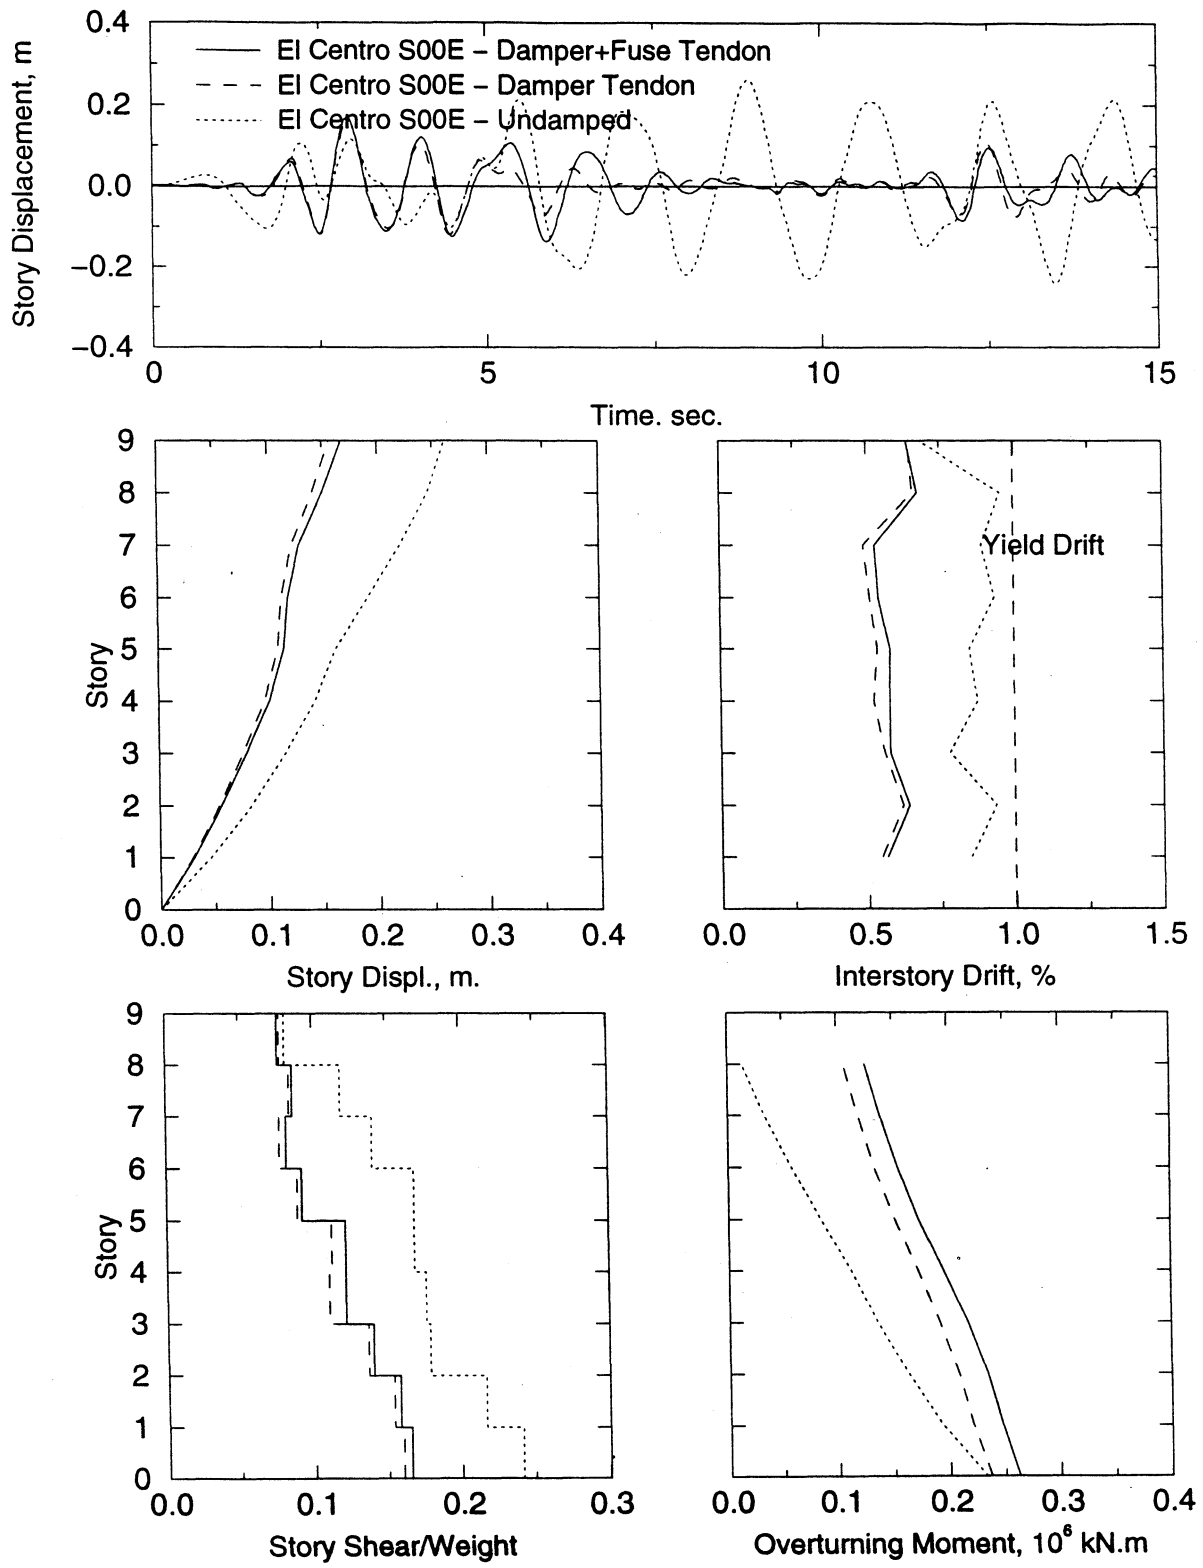 0.4
0.2
0.0
−0.2
−0.4
Story Displacement, m
El Centro S00E − Damper+Fuse Tendon
El Centro S00E − Damper Tendon
El Centro S00E − Undamped
0 5 10 15
Time. sec.
9
8
7
6
5
4
3
2
1
0
Story
0.0 0.1 0.2 0.3 0.4
Story Displ., m.
Yield Drift
0.0 0.5 1.0 1.5
Interstory Drift, %
9
8
7
6
5
4
3
2
1
0
Story
0.0 0.1 0.2 0.3
Story Shear/Weight
0.0 0.1 0.2 0.3 0.4
Overturning Moment, 10⁶ kN.m